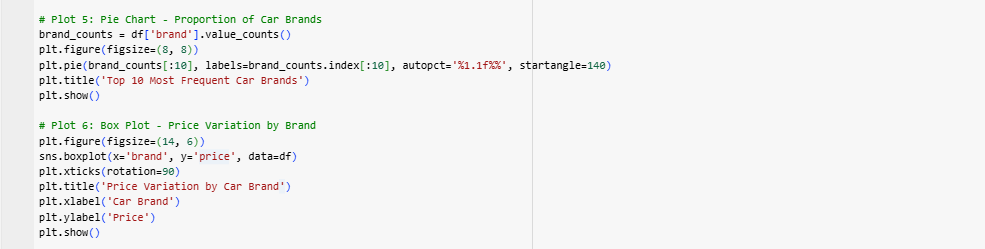 # Plot 5: Pie Chart - Proportion of Car Brands
brand_counts = df['brand'].value_counts()
plt.figure(figsize=(8, 8))
plt.pie(brand_counts[:10], labels=brand_counts.index[:10], autopct='%1.1f%%', startangle=140)
plt.title('Top 10 Most Frequent Car Brands')
plt.show()
# Plot 6: Box Plot - Price Variation by Brand
plt.figure(figsize=(14, 6))
sns.boxplot(x='brand', y='price', data=df)
plt.xticks(rotation=90)
plt.title('Price Variation by Car Brand')
plt.xlabel('Car Brand')
plt.ylabel('Price')
plt.show()